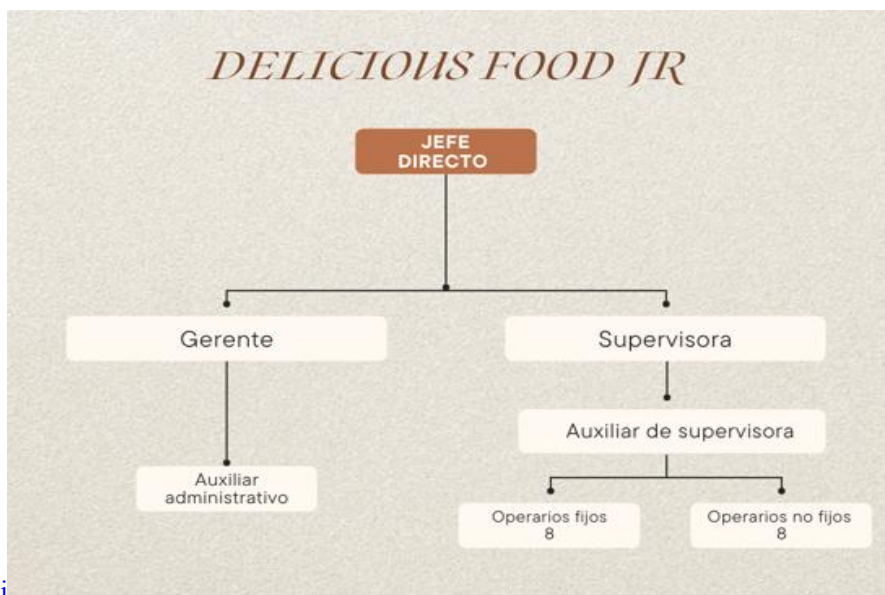 DELICIOUS FOOD JR
JEFE
DIRECTO
Gerente
Supervisora
Auxiliar de supervisora
Auxiliar
administrativo
Operarios fijos
8
Operarios no fijos
8
i